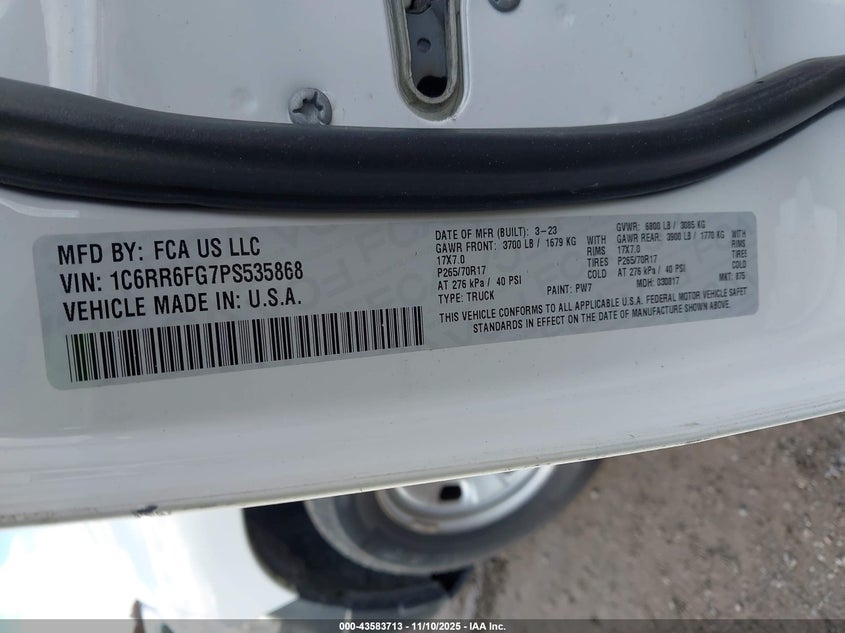 MFD BY: FCA US LLC
VIN: 1C6RR6FG7PS535868
VEHICLE MADE IN: U.S.A.
DATE OF MFR (BUILT): 3-23 GVWR: 6800 LB / 3085 KG
GAWR FRONT: 3700 LB / 1679 KG RIMS GAWR REAR: 3900 LB / 1770 KG RIMS
17X7.0 TIRES 17X7.0 TIRES
P265/70R17 COLD P265/70R17 COLD
AT 276 kPa / 40 PSI AT 276 kPa / 40 PSI
TYPE: TRUCK PAINT: PW7 MDH: 030817 MKT: 875
THIS VEHICLE CONFORMS TO ALL APPLICABLE U.S.A. FEDERAL MOTOR VEHICLE SAFET
STANDARDS IN EFFECT ON THE DATE OF MANUFACTURE SHOWN ABOVE.
000-43583713 - 11/10/2025 - IAA Inc.